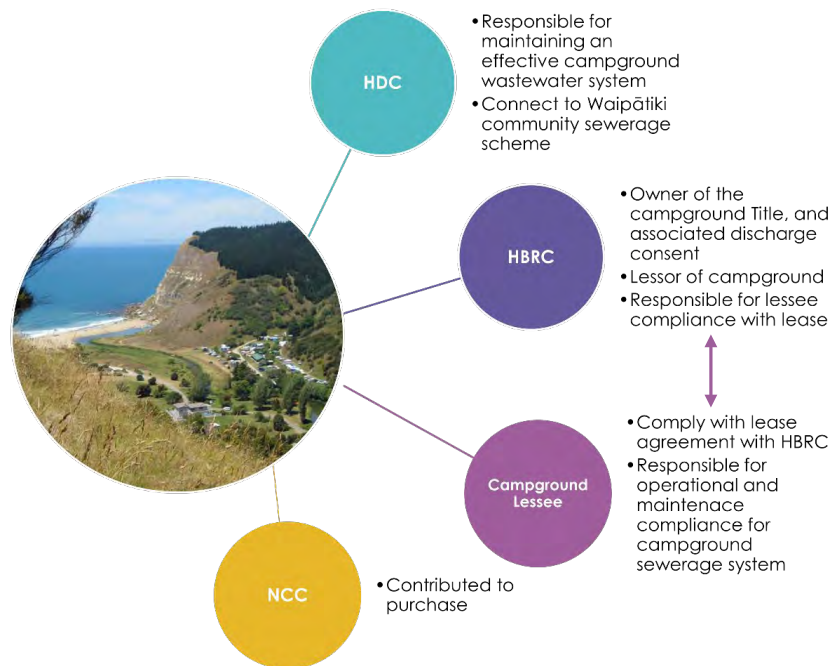 HDC
•Responsible for
maintaining an
effective campground
wastewater system
•Connect to Waipātiki
community sewerage
scheme
HBRC
•Owner of the
campground Title, and
associated discharge
consent
•Lessor of campground
•Responsible for lessee
compliance with lease
Campground
Lessee
•Comply with lease
agreement with HBRC
•Responsible for
operational and
maintenace
compliance for
campground
sewerage system
NCC
•Contributed to
purchase